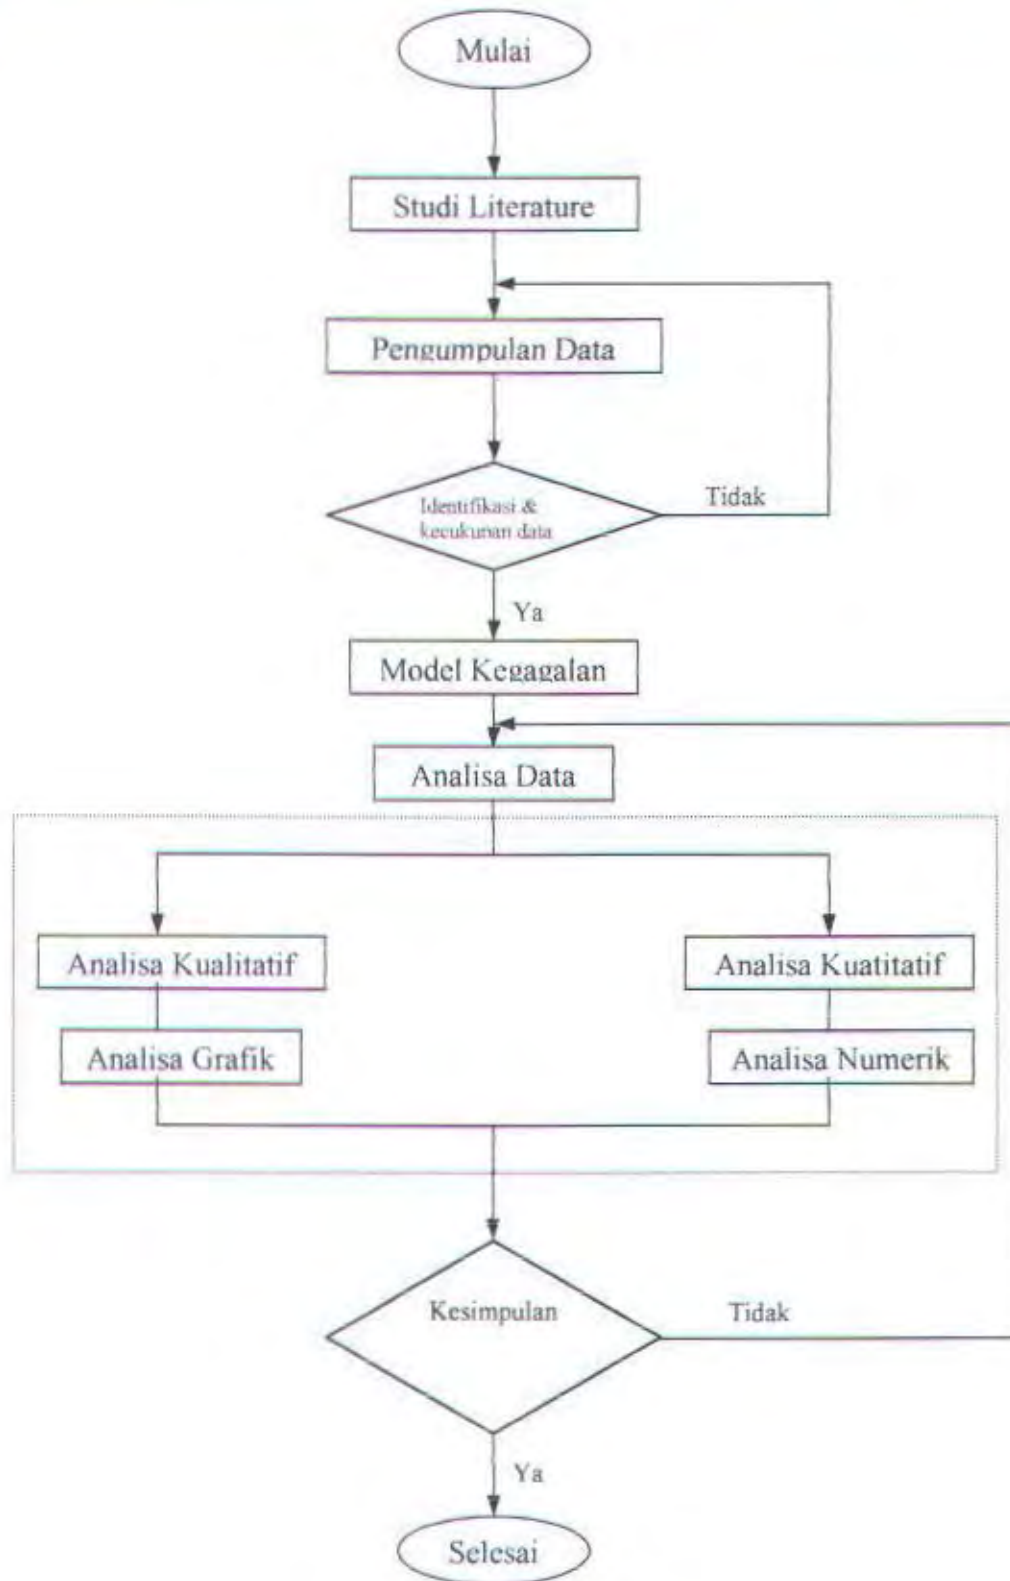 Mulai
Studi Literature
Pengumpulan Data
Identifikasi &
kecukunan data
Tidak
Ya
Model Kegagalan
Analisa Data
Analisa Kualitatif
Analisa Kuatitatif
Analisa Grafik
Analisa Numerik
Kesimpulan
Tidak
Ya
Selesai